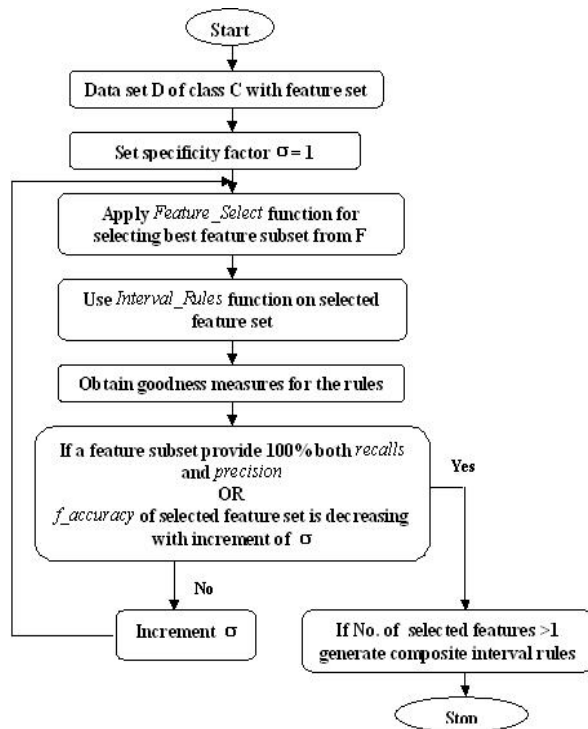 Start
Data set D of class C with feature set
Set specificity factor σ= 1
Apply Feature_Select function for
selecting best feature subset from F
Use Interval_Rules function on selected
feature set
Obtain goodness measures for the rules
If a feature subset provide 100% both recalls
and precision
OR
f_accuracy of selected feature set is decreasing
with increment of σ
Yes
No
Increment σ
If No. of selected features >1
generate composite interval rules
Stop